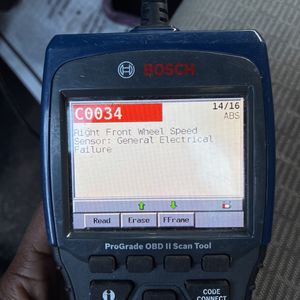 BOSCH
C0034
14/16
ABS
Right Front Wheel Speed
Sensor: General Electrical
Failure
Read Erase FFrame
ProGrade OBD II Scan Tool
CODE
CONNECT